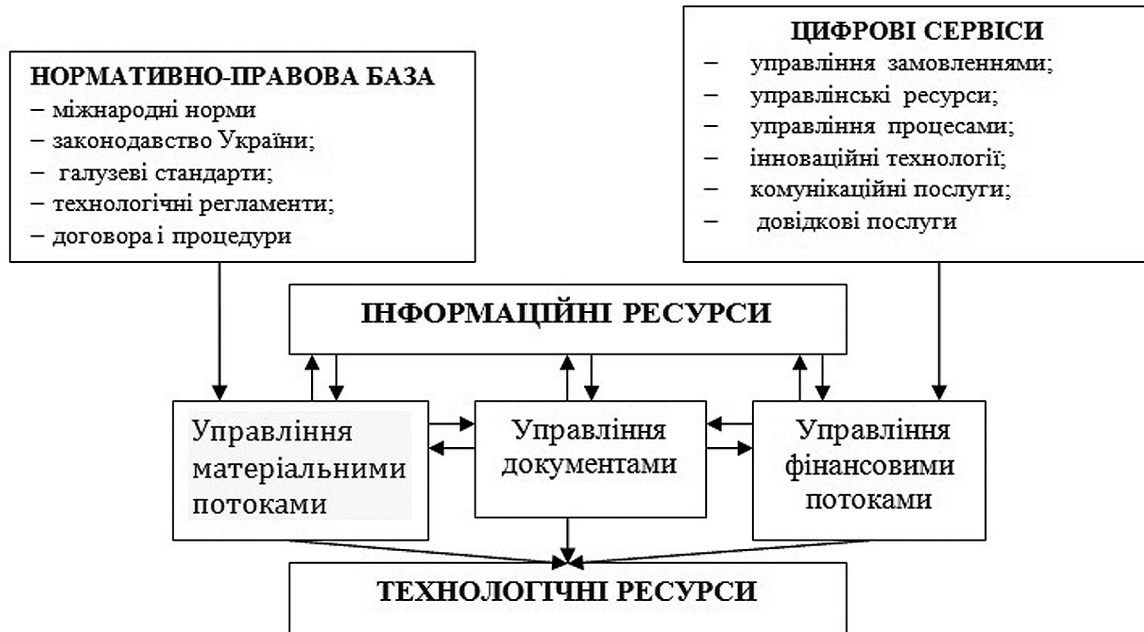 НОРМАТИВНО-ПРАВОВА БАЗА
– міжнародні норми
– законодавство України;
– галузеві стандарти;
– технологічні регламенти;
– договора і процедури
ЦИФРОВІ СЕРВІСИ
- управління замовленнями;
- управлінські ресурси;
- управління процесами;
- інноваційні технології;
- комунікаційні послуги;
- довідкові послуги
ІНФОРМАЦІЙНІ РЕСУРСИ
Управління
матеріальними
потоками
Управління
документами
Управління
фінансовими
потоками
ТЕХНОЛОГІЧНІ РЕСУРСИ